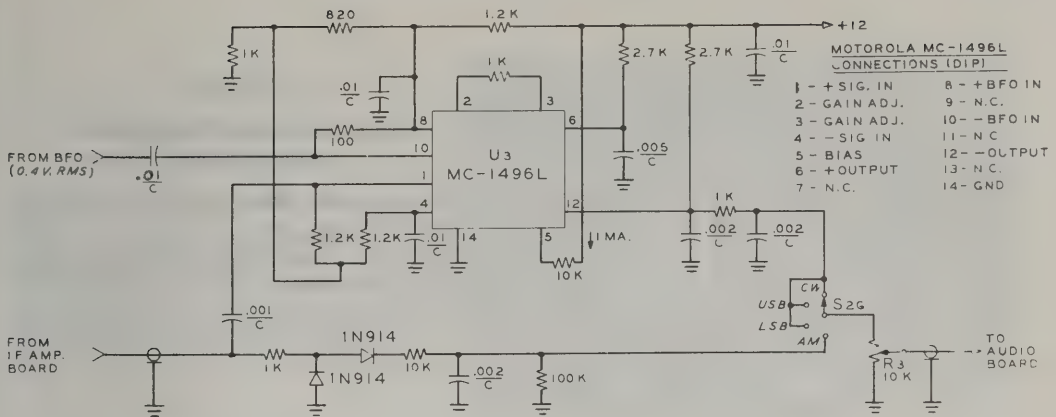 820
1.2K
+12
1K
.01
C
1K
2.7K
2.7K
.01
C
MOTOROLA MC-1496L
CONNECTIONS (DIP)
1 - + SIG. IN
2 - GAIN ADJ.
3 - GAIN ADJ.
4 - - SIG IN
5 - BIAS
6 - + OUTPUT
7 - N.C.
8 - + BFO IN
9 - N.C.
10 - - BFO IN
11 - N.C
12 - - OUTPUT
13 - N.C.
14 - GND
2
3
8
6
100
10
U3
MC-1496L
FROM BFO
(0.4 V. RMS)
.01
C
.005
C
1
4
12
1K
1.2K
1.2K
.01
C
14
5
10K
1 MA.
.002
C
.002
C
.001
C
CW
USB
LSB
AM
S2G
FROM
IF AMP.
BOARD
1K
1N914
1N914
10K
.002
C
100K
R3
10K
TO
AUDIO
BOARD